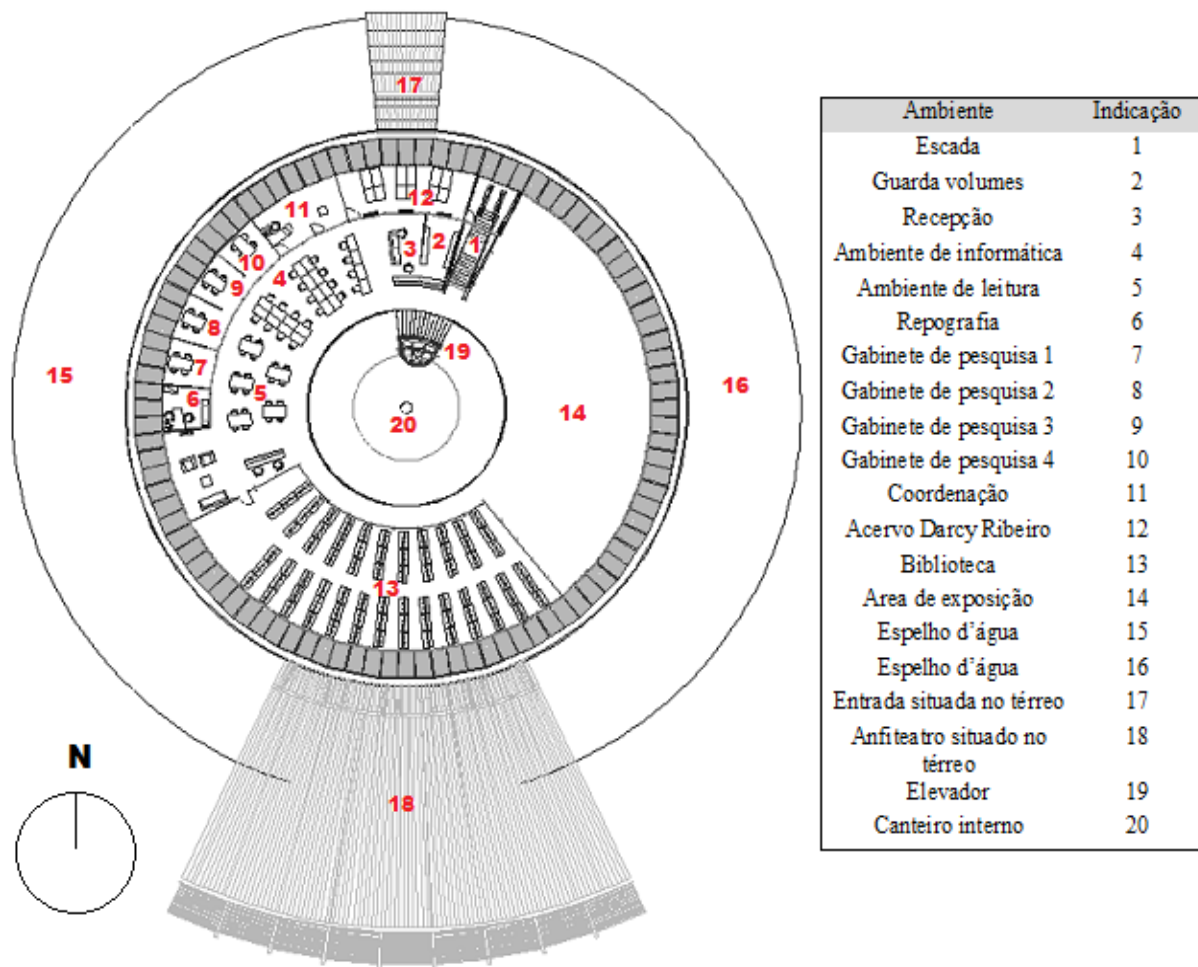 17
12
11
1
2
3
10
4
9
8
19
7
15
16
5
6
14
20
13
N
18
Ambiente Indicação
Escada 1
Guarda volumes 2
Recepção 3
Ambiente de informática 4
Ambiente de leitura 5
Repografia 6
Gabinete de pesquisa 1 7
Gabinete de pesquisa 2 8
Gabinete de pesquisa 3 9
Gabinete de pesquisa 4 10
Coordenação 11
Acervo Darcy Ribeiro 12
Biblioteca 13
Area de exposição 14
Espelho d'água 15
Espelho d'água 16
Entrada situada no térreo 17
Anfiteatro situado no 18
térreo
Elevador 19
Canteiro interno 20